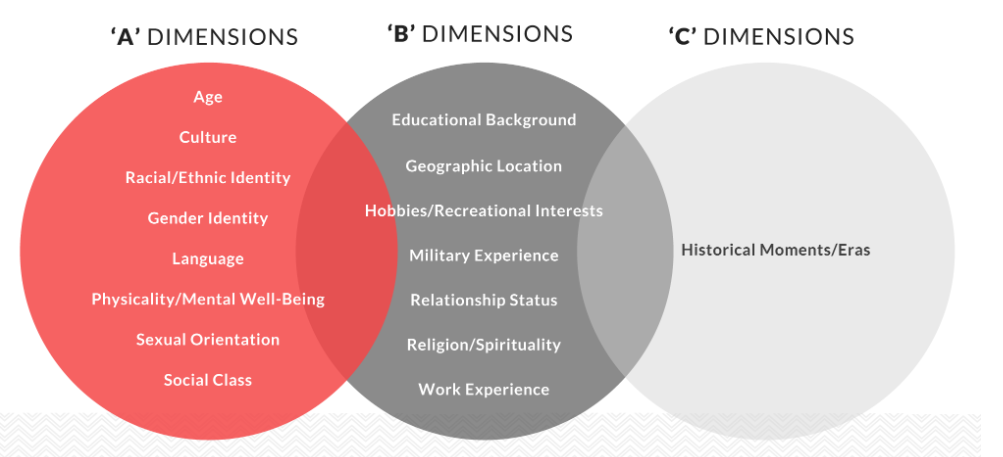 ‘A’ DIMENSIONS
Age
Culture
Racial/Ethnic Identity
Gender Identity
Language
Physicality/Mental Well-Being
Sexual Orientation
Social Class
‘B’ DIMENSIONS
Educational Background
Geographic Location
Hobbies/Recreational Interests
Military Experience
Relationship Status
Religion/Spirituality
Work Experience
‘C’ DIMENSIONS
Historical Moments/Eras